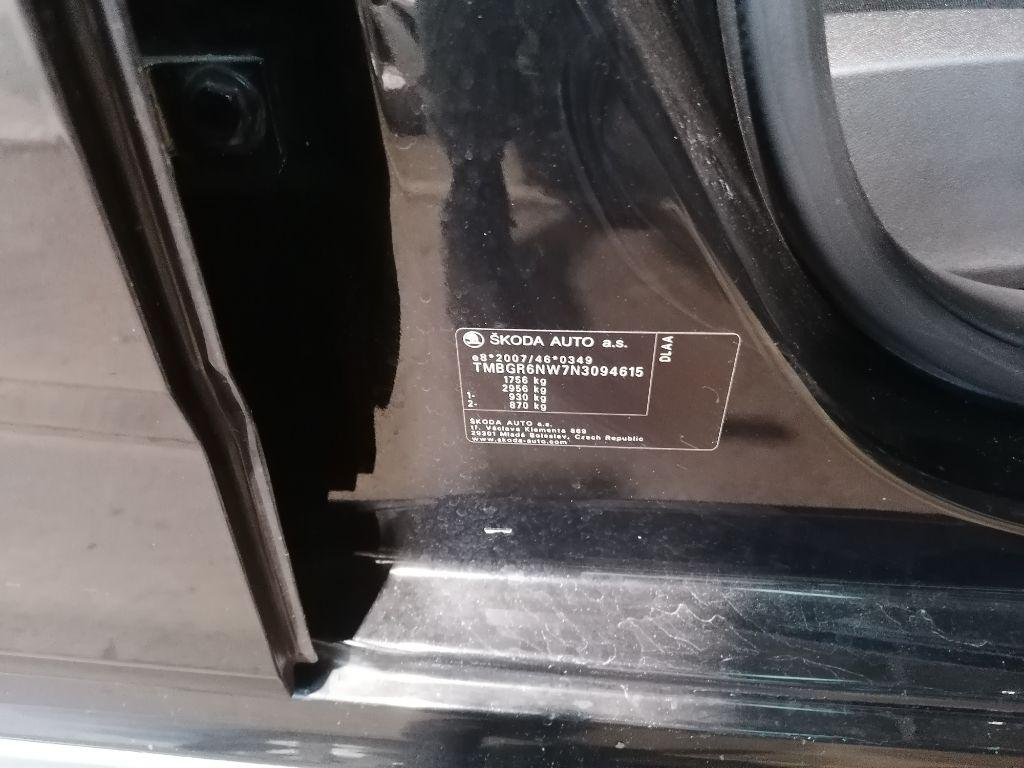 ŠKODA AUTO a.s.
e8*2007/46*0349
TMBGR6NW7N3094615
1756 kg
2956 kg
1- 930 kg
2- 870 kg
DLAA
ŠKODA AUTO a.s.
tř. Václava Klementa 869
29301 Mladá Boleslav, Czech Republic
www.skoda-auto.com